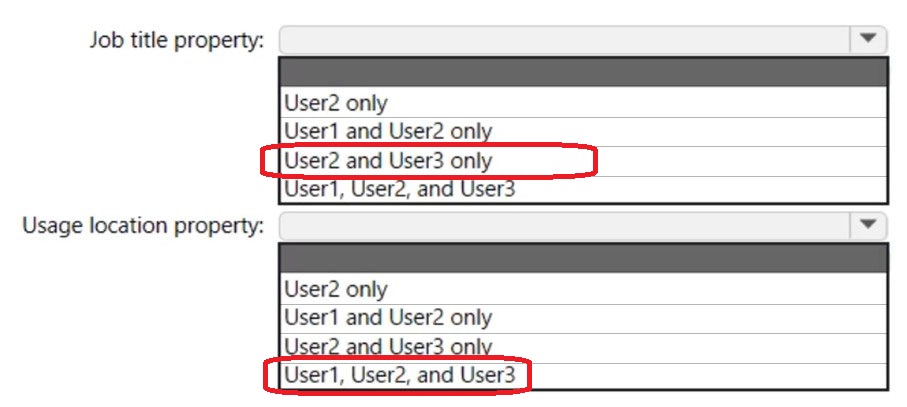 Job title property:
User2 only
User1 and User2 only
User2 and User3 only
User1, User2, and User3
Usage location property:
User2 only
User1 and User2 only
User2 and User3 only
User1, User2, and User3